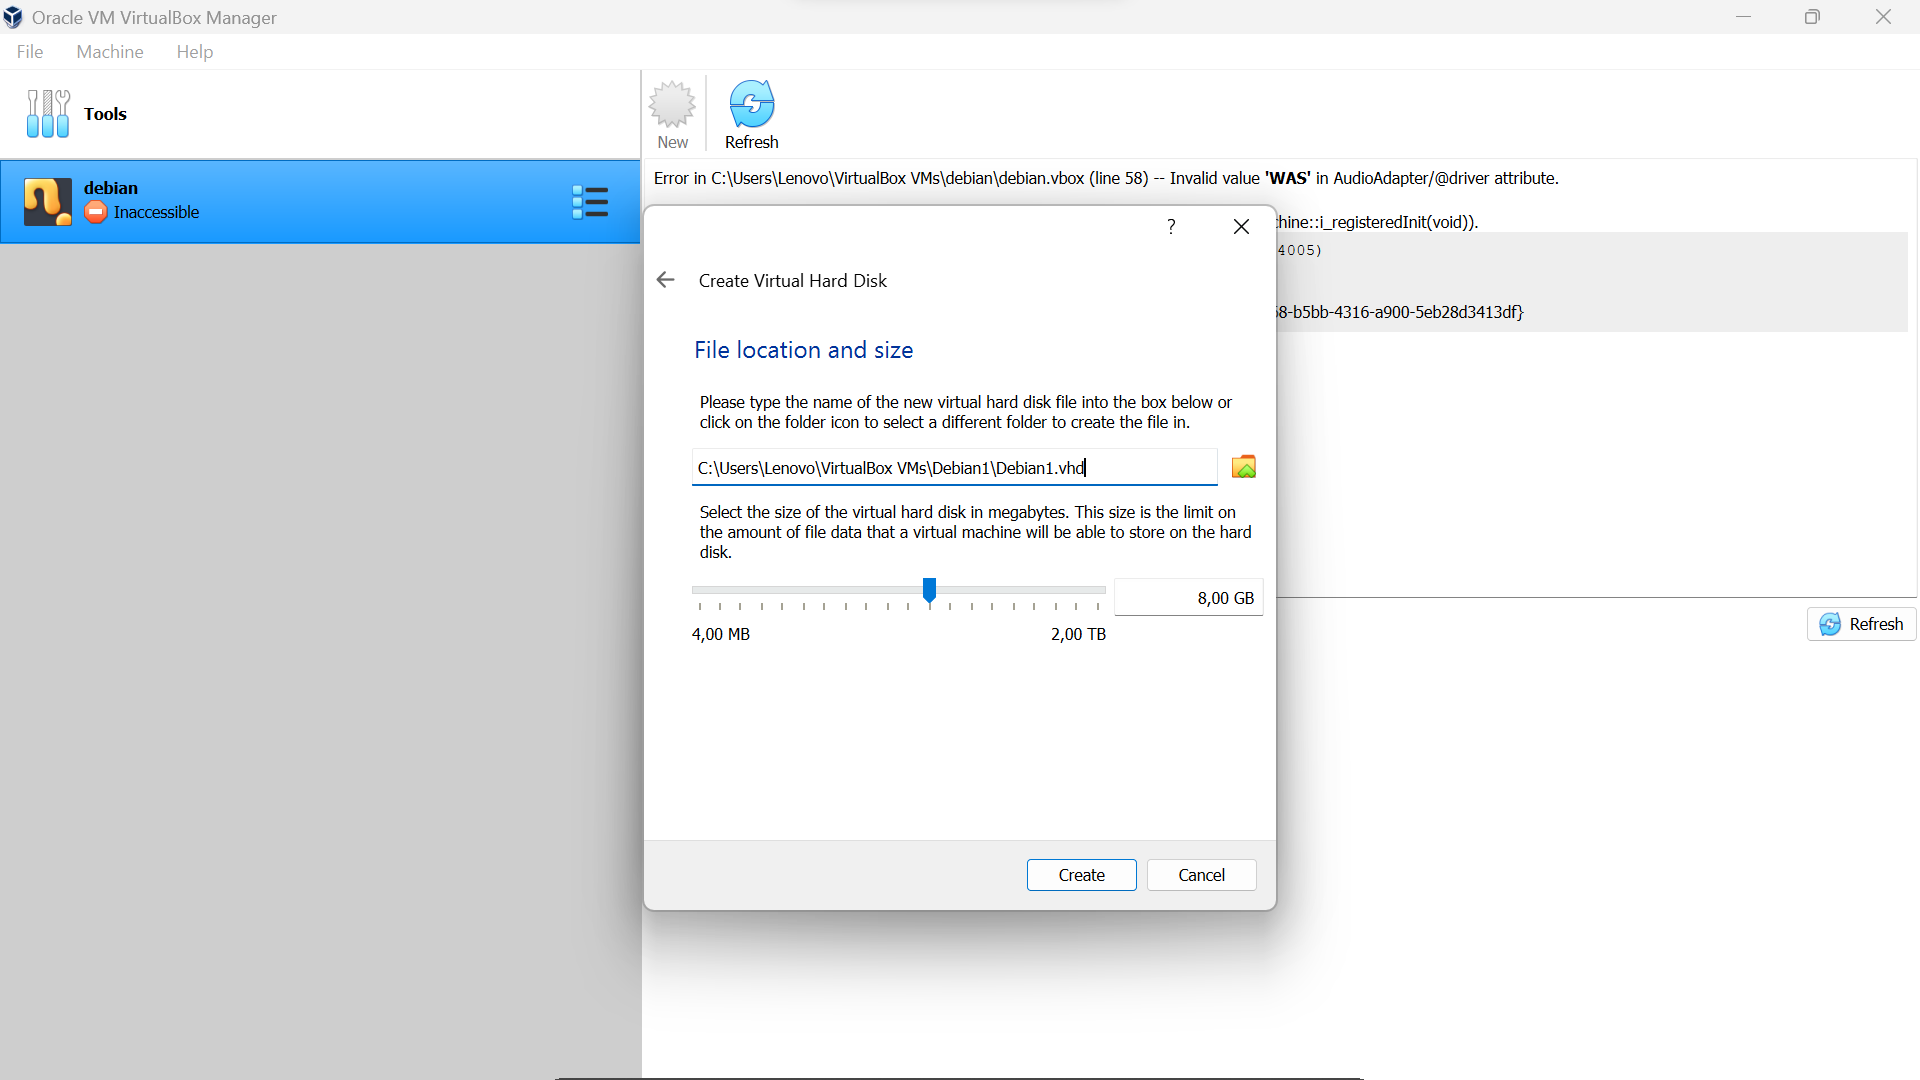 Oracle VM VirtualBox Manager
File Machine Help
Tools
New
Refresh
debian
Inaccessible
Error in C:\Users\Lenovo\VirtualBox VMs\debian\debian.vbox (line 58) -- Invalid value 'WAS' in AudioAdapter/@driver attribute.
hine::i_registeredInit(void)).
4005)
8-b5bb-4316-a900-5eb28d3413df}
?
Create Virtual Hard Disk
File location and size
Please type the name of the new virtual hard disk file into the box below or
click on the folder icon to select a different folder to create the file in.
C:\Users\Lenovo\VirtualBox VMs\Debian1\Debian1.vhd
Select the size of the virtual hard disk in megabytes. This size is the limit on
the amount of file data that a virtual machine will be able to store on the hard
disk.
8,00 GB
4,00 MB
2,00 TB
Create
Cancel
Refresh